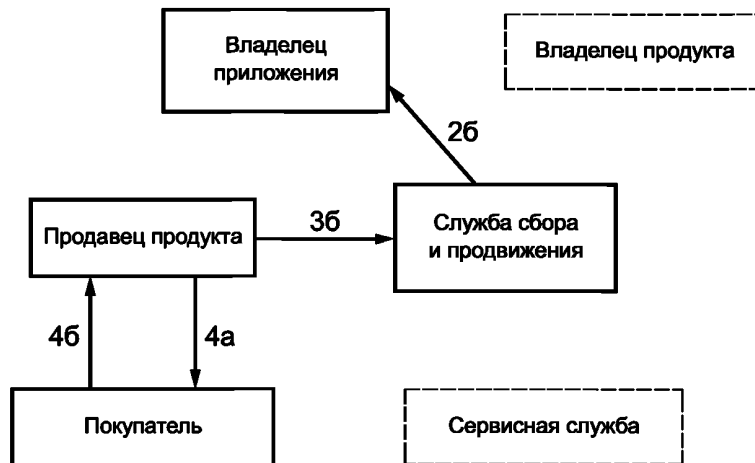 Владелец
приложения
Владелец продукта
2б
Продавец продукта
3б
Служба сбора
и продвижения
4б
4а
Покупатель
Сервисная служба